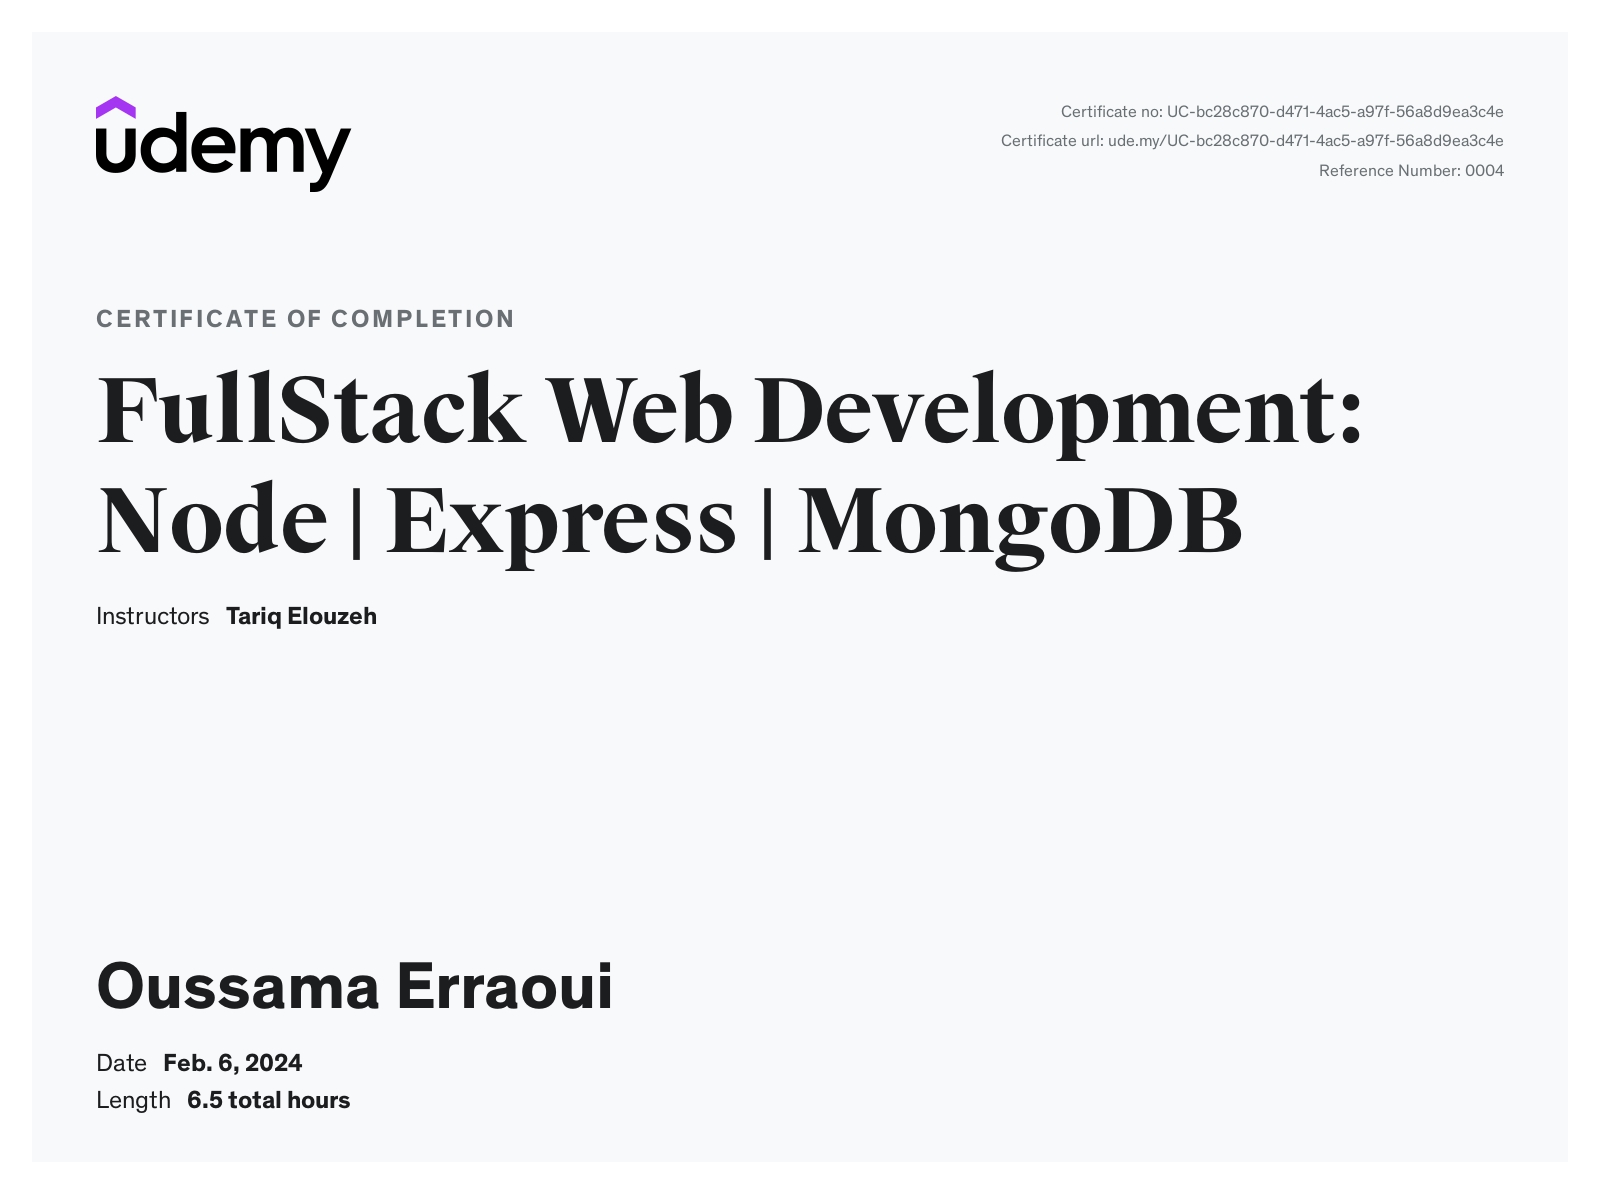 udemy
Certificate no: UC-bc28c870-d471-4ac5-a97f-56a8d9ea3c4e
Certificate url: ude.my/UC-bc28c870-d471-4ac5-a97f-56a8d9ea3c4e
Reference Number: 0004
CERTIFICATE OF COMPLETION
FullStack Web Development:
Node | Express | MongoDB
Instructors Tariq Elouzeh
Oussama Erraoui
Date Feb. 6, 2024
Length 6.5 total hours